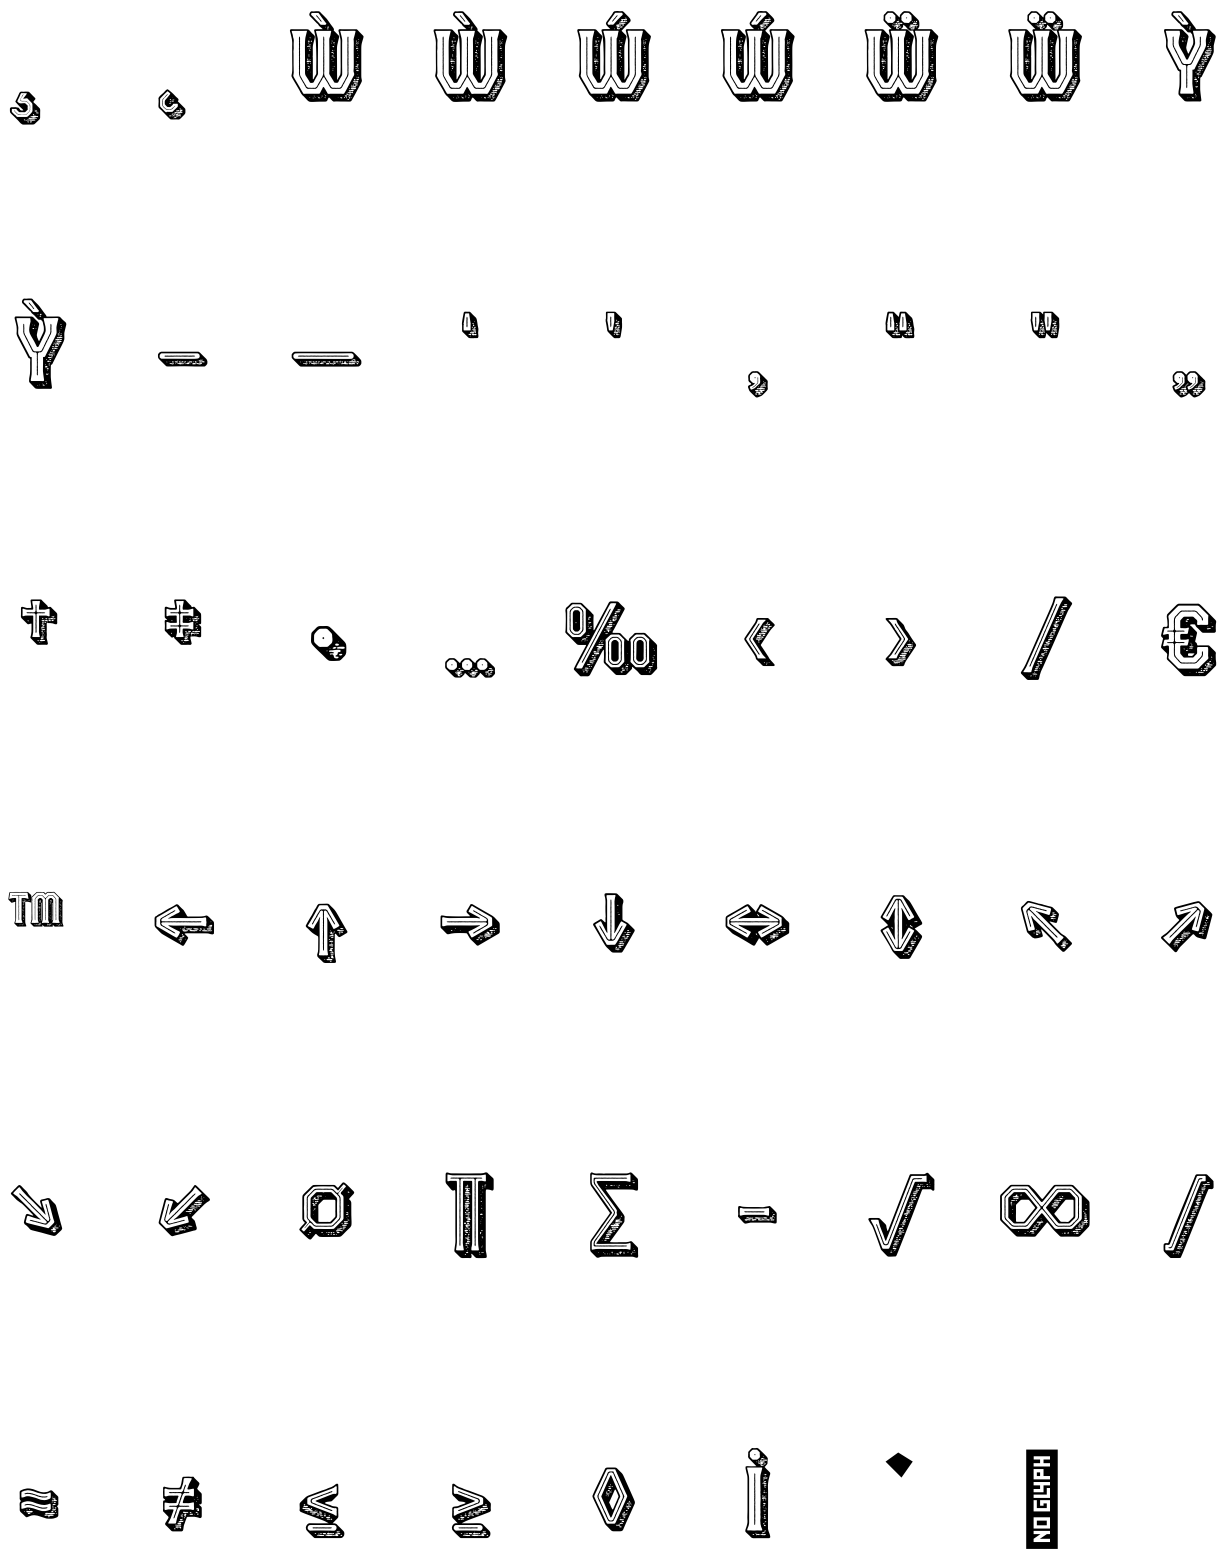 ¸ ˛ Ẁ ẁ Ẃ ẃ Ẅ ẅ Ỳ
ỳ – — ‘ ’ ‚ “ ” „
† ‡ • … ‰ ‹ › ⁄ €
™ ← ↑ → ↓ ↔ ↕ ↖ ↗
↘ ↙ ∅ ∏ ∑ − √ ∞ ∫
≈ ≠ ≤ ≥ ◊ i NO GLYPH